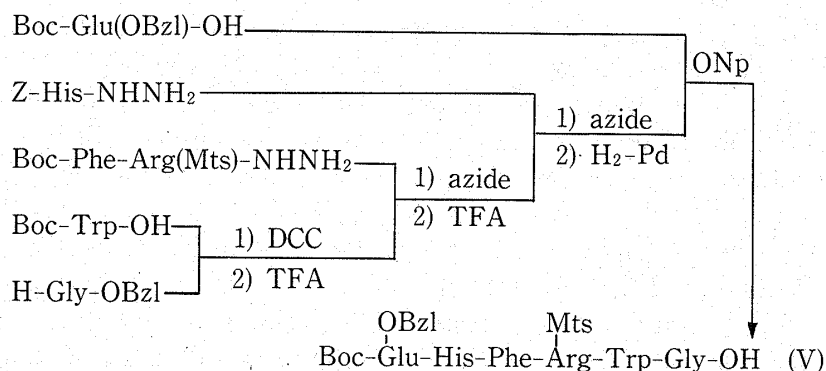 Boc-Glu(OBzl)-OH
ONp
Z-His-NHNH₂
1) azide
2) H₂-Pd
Boc-Phe-Arg(Mts)-NHNH₂
1) azide
2) TFA
Boc-Trp-OH
1) DCC
2) TFA
H-Gly-OBzl
OBzl Mts
Boc-Glu-His-Phe-Arg-Trp-Gly-OH (V)